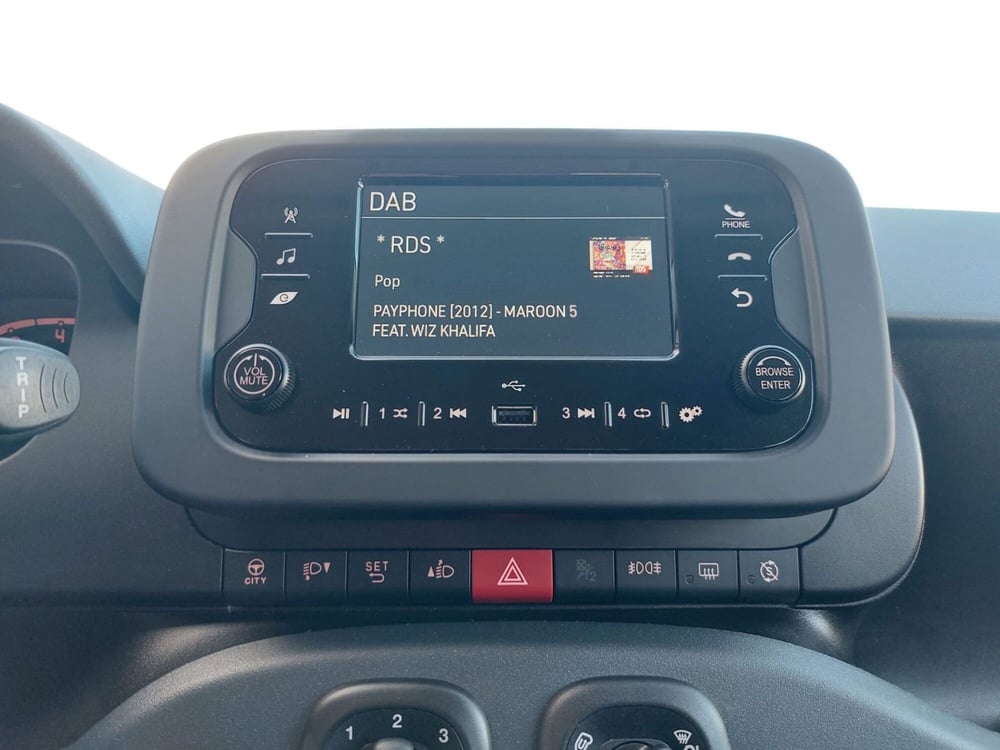 DAB
* RDS *
Pop
PAYPHONE [2012] - MAROON 5
FEAT. WIZ KHALIFA
PHONE
VOL
MUTE
BROWSE
ENTER
1 2 3 4
4
TRIP
CITY
SET
1 2 3